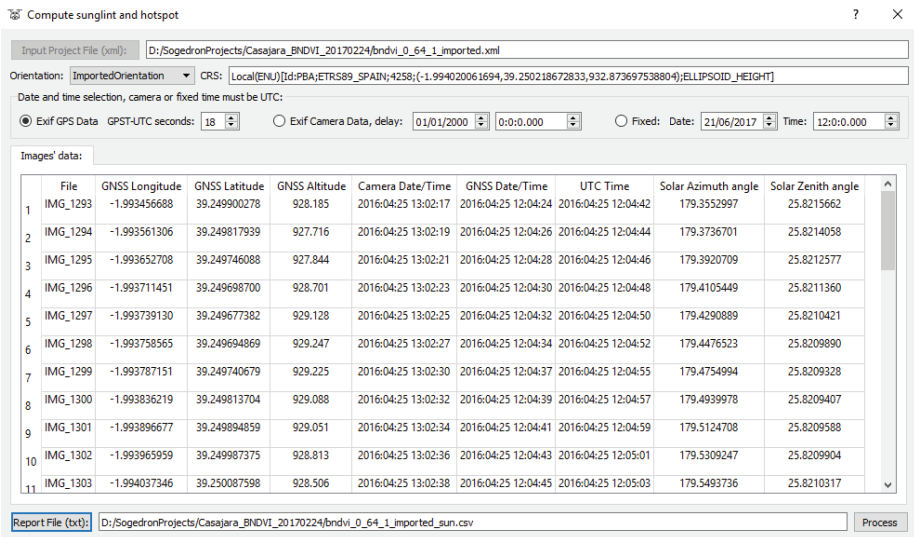 Compute sunglint and hotspot
Input Project File (xml): D:/SogedronProjects/Casajara_BNDVI_20170224/bndvi_0_64_1_imported.xml
Orientation: ImportedOrientation CRS: Local(ENU)[Id:PBA;ETRS89_SPAIN;4258;(-1.994020061694,39.250218672833,932.873697538804);ELLIPSOID_HEIGHT]
Date and time selection, camera or fixed time must be UTC:
Exif GPS Data GPST-UTC seconds: 18 Exif Camera Data, delay: 01/01/2000 0:0:0.000 Fixed: Date: 21/06/2017 Time: 12:0:0.000
Images' data:
File GNSS Longitude GNSS Latitude GNSS Altitude Camera Date/Time GNSS Date/Time UTC Time Solar Azimuth angle Solar Zenith angle
1 IMG_1293 -1.993456688 39.249900278 928.185 2016:04:25 13:02:17 2016:04:25 12:04:24 2016:04:25 12:04:42 179.3552997 25.8215662
2 IMG_1294 -1.993561306 39.249817939 927.716 2016:04:25 13:02:19 2016:04:25 12:04:26 2016:04:25 12:04:44 179.3736701 25.8214058
3 IMG_1295 -1.993652708 39.249746088 927.844 2016:04:25 13:02:21 2016:04:25 12:04:28 2016:04:25 12:04:46 179.3920709 25.8212577
4 IMG_1296 -1.993711451 39.249698700 928.701 2016:04:25 13:02:23 2016:04:25 12:04:30 2016:04:25 12:04:48 179.4105449 25.8211360
5 IMG_1297 -1.993739130 39.249677382 929.128 2016:04:25 13:02:25 2016:04:25 12:04:32 2016:04:25 12:04:50 179.4290889 25.8210421
6 IMG_1298 -1.993758565 39.249694869 929.247 2016:04:25 13:02:27 2016:04:25 12:04:34 2016:04:25 12:04:52 179.4476523 25.8209890
7 IMG_1299 -1.993787151 39.249740679 929.225 2016:04:25 13:02:30 2016:04:25 12:04:37 2016:04:25 12:04:55 179.4754994 25.8209328
8 IMG_1300 -1.993836219 39.249813704 929.088 2016:04:25 13:02:32 2016:04:25 12:04:39 2016:04:25 12:04:57 179.4939978 25.8209407
9 IMG_1301 -1.993896677 39.249894859 929.051 2016:04:25 13:02:34 2016:04:25 12:04:41 2016:04:25 12:04:59 179.5124708 25.8209588
10 IMG_1302 -1.993965959 39.249987375 928.813 2016:04:25 13:02:36 2016:04:25 12:04:43 2016:04:25 12:05:01 179.5309247 25.8209904
11 IMG_1303 -1.994037346 39.250087598 928.506 2016:04:25 13:02:38 2016:04:25 12:04:45 2016:04:25 12:05:03 179.5493736 25.8210317
Report File (txt): D:/SogedronProjects/Casajara_BNDVI_20170224/bndvi_0_64_1_imported_sun.csv Process